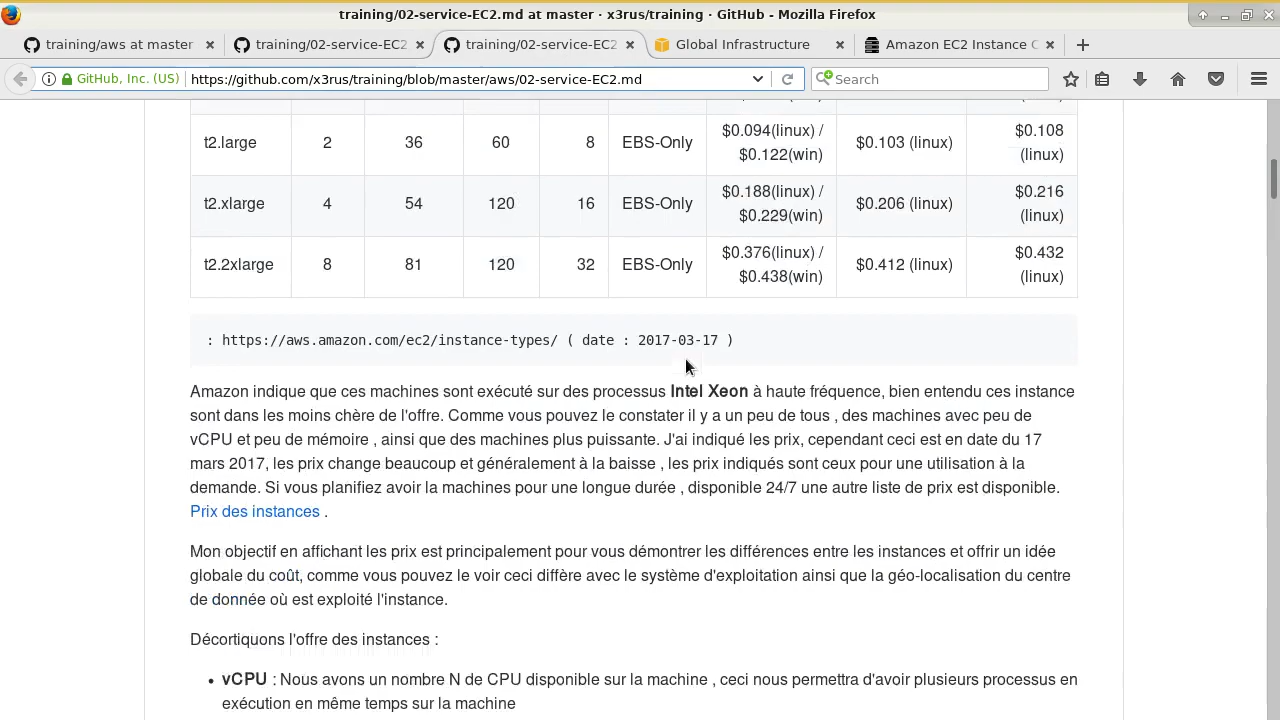 training/02-service-EC2.md at master · x3rus/training · GitHub - Mozilla Firefox
training/aws at master
training/02-service-EC2
training/02-service-EC2
Global Infrastructure
Amazon EC2 Instance C
GitHub, Inc. (US)
https://github.com/x3rus/training/blob/master/aws/02-service-EC2.md
Search
t2.large 2 36 60 8 EBS-Only $0.094(linux) / $0.122(win) $0.103 (linux) $0.108 (linux)
t2.xlarge 4 54 120 16 EBS-Only $0.188(linux) / $0.229(win) $0.206 (linux) $0.216 (linux)
t2.2xlarge 8 81 120 32 EBS-Only $0.376(linux) / $0.438(win) $0.412 (linux) $0.432 (linux)
: https://aws.amazon.com/ec2/instance-types/ ( date : 2017-03-17 )
Amazon indique que ces machines sont exécuté sur des processus Intel Xeon à haute fréquence, bien entendu ces instance
sont dans les moins chère de l'offre. Comme vous pouvez le constater il y a un peu de tous , des machines avec peu de
vCPU et peu de mémoire , ainsi que des machines plus puissante. J'ai indiqué les prix, cependant ceci est en date du 17
mars 2017, les prix change beaucoup et généralement à la baisse , les prix indiqués sont ceux pour une utilisation à la
demande. Si vous planifiez avoir la machines pour une longue durée , disponible 24/7 une autre liste de prix est disponible.
Prix des instances .
Mon objectif en affichant les prix est principalement pour vous démontrer les différences entre les instances et offrir un idée
globale du coût, comme vous pouvez le voir ceci diffère avec le système d'exploitation ainsi que la géo-localisation du centre
de donnée où est exploité l'instance.
Décortiquons l'offre des instances :
• vCPU : Nous avons un nombre N de CPU disponible sur la machine , ceci nous permettra d'avoir plusieurs processus en
exécution en même temps sur la machine